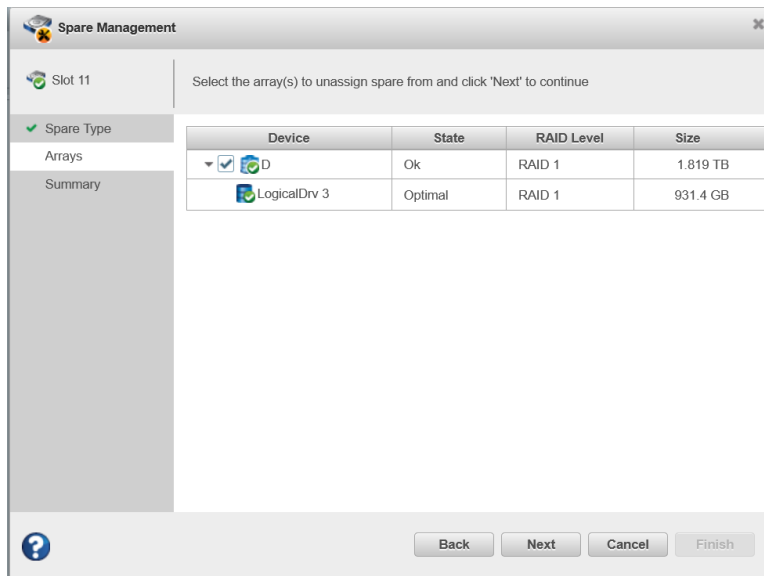 Spare Management
Slot 11
Select the array(s) to unassign spare from and click 'Next' to continue
Spare Type
Arrays
Summary
Device State RAID Level Size
D Ok RAID 1 1.819 TB
LogicalDrv 3 Optimal RAID 1 931.4 GB
? Back Next Cancel Finish